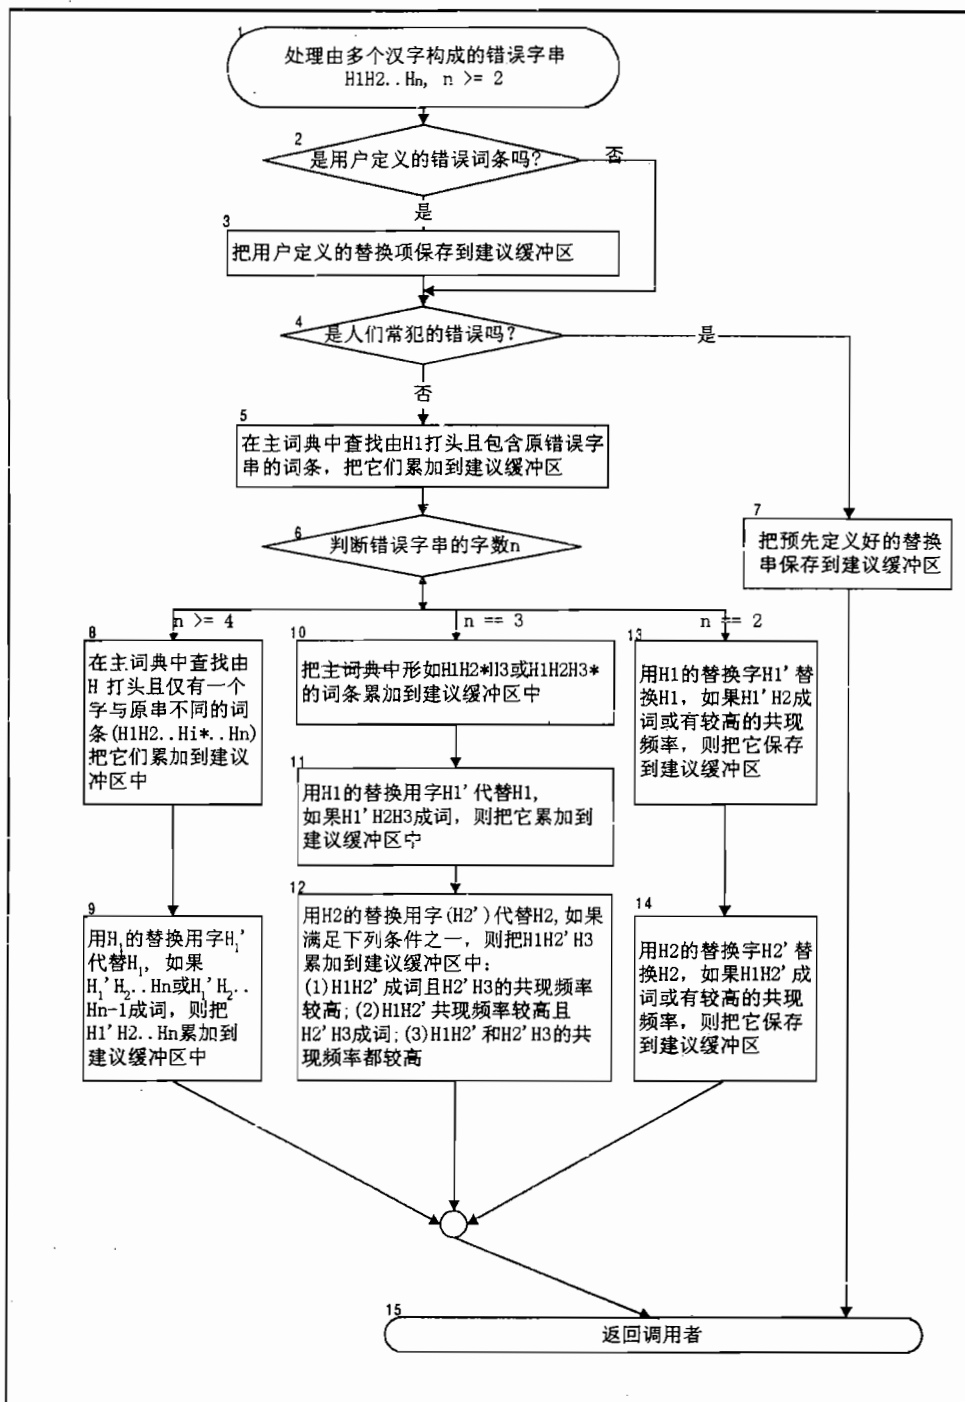 1
处理由多个汉字构成的错误字串
H1H2..Hn, n >= 2
2
是用户定义的错误词条吗?
否
是
3
把用户定义的替换项保存到建议缓冲区
4
是人们常犯的错误吗?
是
否
5
在主词典中查找由H1打头且包含原错误字
串的词条，把它们累加到建议缓冲区
6
判断错误字串的字数n
7
把预先定义好的替换
串保存到建议缓冲区
n >= 4
n == 3
n == 2
8
在主词典中查找由
H 打头且仅有一个
字与原串不同的词
条(H1H2..Hi*..Hn)
把它们累加到建议
冲区中
9
用H1的替换用字H1'
代替H1, 如果
H1'H2..Hn或H1'H2..
Hn-1成词，则把
H1'H2..Hn累加到
建议缓冲区中
10
把主词典中形如H1H2*H3或H1H2H3*
的词条累加到建议缓冲区中
11
用H1的替换用字H1'代替H1,
如果H1'H2H3成词，则把它累加到
建议缓冲区中
12
用H2的替换用字(H2')代替H2,如果
满足下列条件之一，则把H1H2'H3
累加到建议缓冲区中:
(1)H1H2'成词且H2'H3的共现频率
较高;(2)H1H2'共现频率较高且
H2'H3成词;(3)H1H2'和H2'H3的共
现频率都较高
13
用H1的替换字H1'替
换H1, 如果H1'H2成
词或有较高的共现
频率，则把它保存
到建议缓冲区
14
用H2的替换字H2'替
换H2, 如果H1H2'成
词或有较高的共现
频率，则把它保存
到建议缓冲区
15
返回调用者